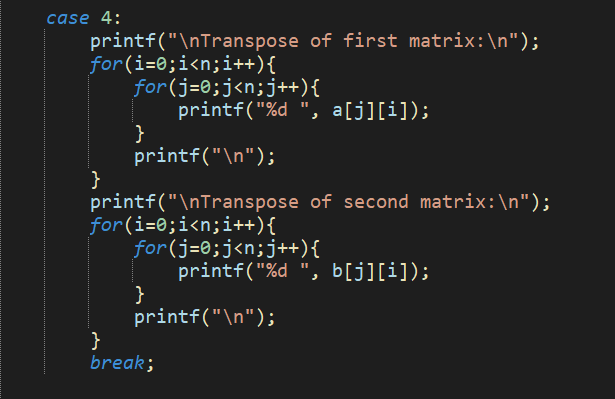 case 4:
printf("\nTranspose of first matrix:\n");
for(i=0;i<n;i++){
for(j=0;j<n;j++){
printf("%d ", a[j][i]);
}
printf("\n");
}
printf("\nTranspose of second matrix:\n");
for(i=0;i<n;i++){
for(j=0;j<n;j++){
printf("%d ", b[j][i]);
}
printf("\n");
}
break;